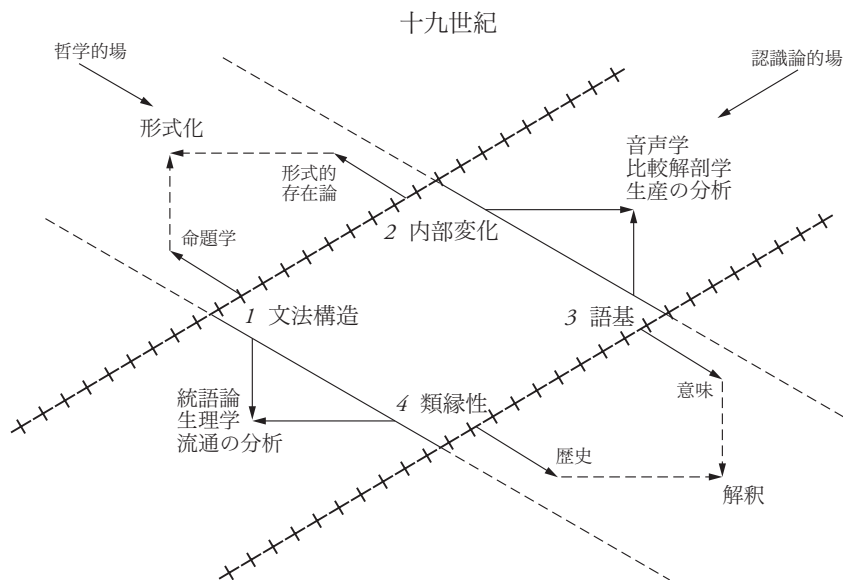 十九世紀
哲学的場
認識論的場
形式化
音声学
比較解剖学
生産の分析
形式的
存在論
2 内部変化
命題学
1 文法構造
3 語基
統語論
生理学
流通の分析
4 類縁性
意味
歴史
解釈